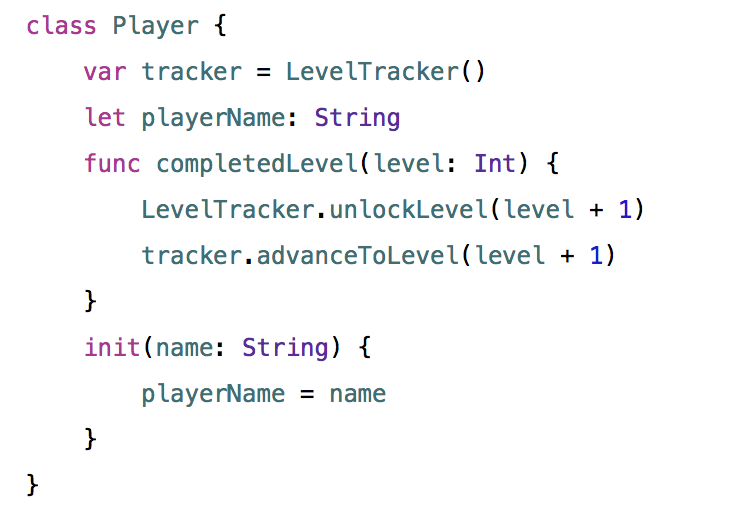 class Player {
    var tracker = LevelTracker()
    let playerName: String
    func completedLevel(level: Int) {
        LevelTracker.unlockLevel(level + 1)
        tracker.advanceToLevel(level + 1)
    }
    init(name: String) {
        playerName = name
    }
}